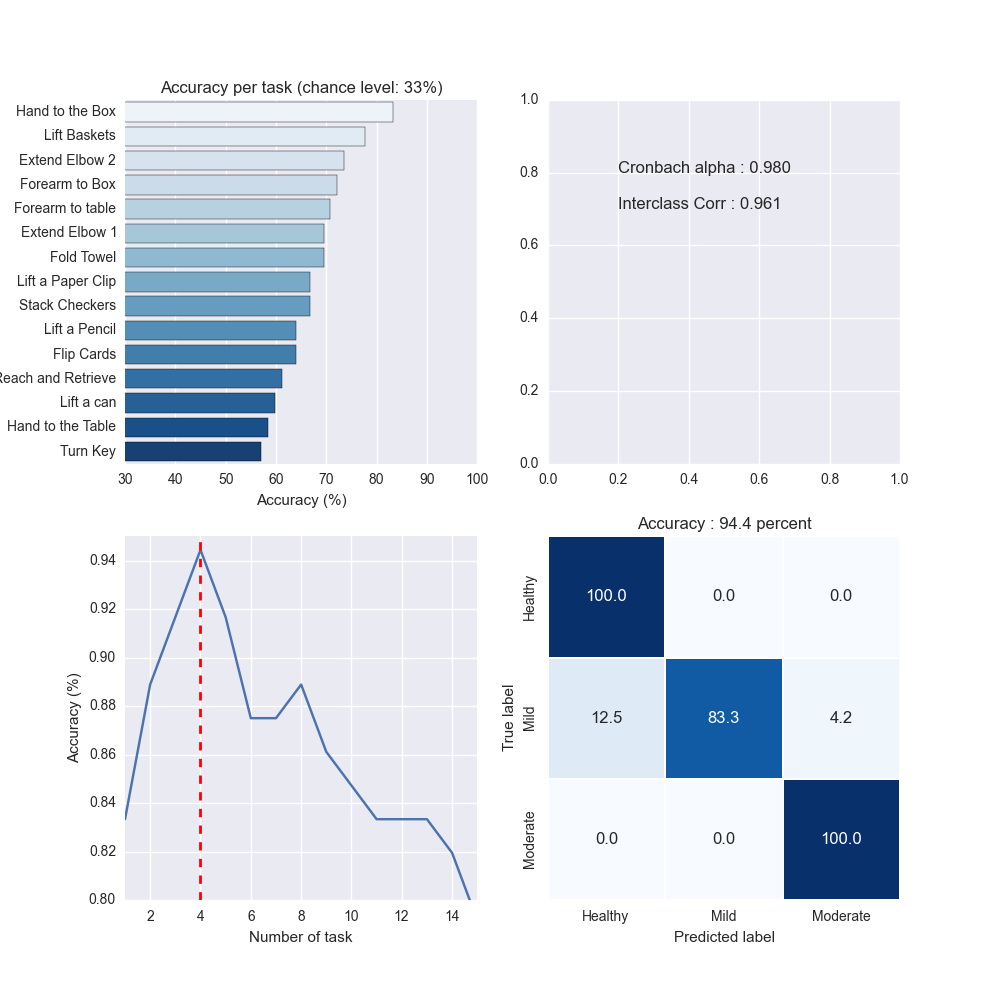 Accuracy per task (chance level: 33%)
Hand to the Box
Lift Baskets
Extend Elbow 2
Forearm to Box
Forearm to table
Extend Elbow 1
Fold Towel
Lift a Paper Clip
Stack Checkers
Lift a Pencil
Flip Cards
Reach and Retrieve
Lift a can
Hand to the Table
Turn Key
30 40 50 60 70 80 90 100
Accuracy (%)
1.0
0.8
0.6
0.4
0.2
0.0
Cronbach alpha : 0.980
Interclass Corr : 0.961
0.0 0.2 0.4 0.6 0.8 1.0
Accuracy (%)
0.94
0.92
0.90
0.88
0.86
0.84
0.82
0.80
2 4 6 8 10 12 14
Number of task
Accuracy : 94.4 percent
True label
Healthy
100.0 0.0 0.0
Mild
12.5 83.3 4.2
Moderate
0.0 0.0 100.0
Healthy Mild Moderate
Predicted label